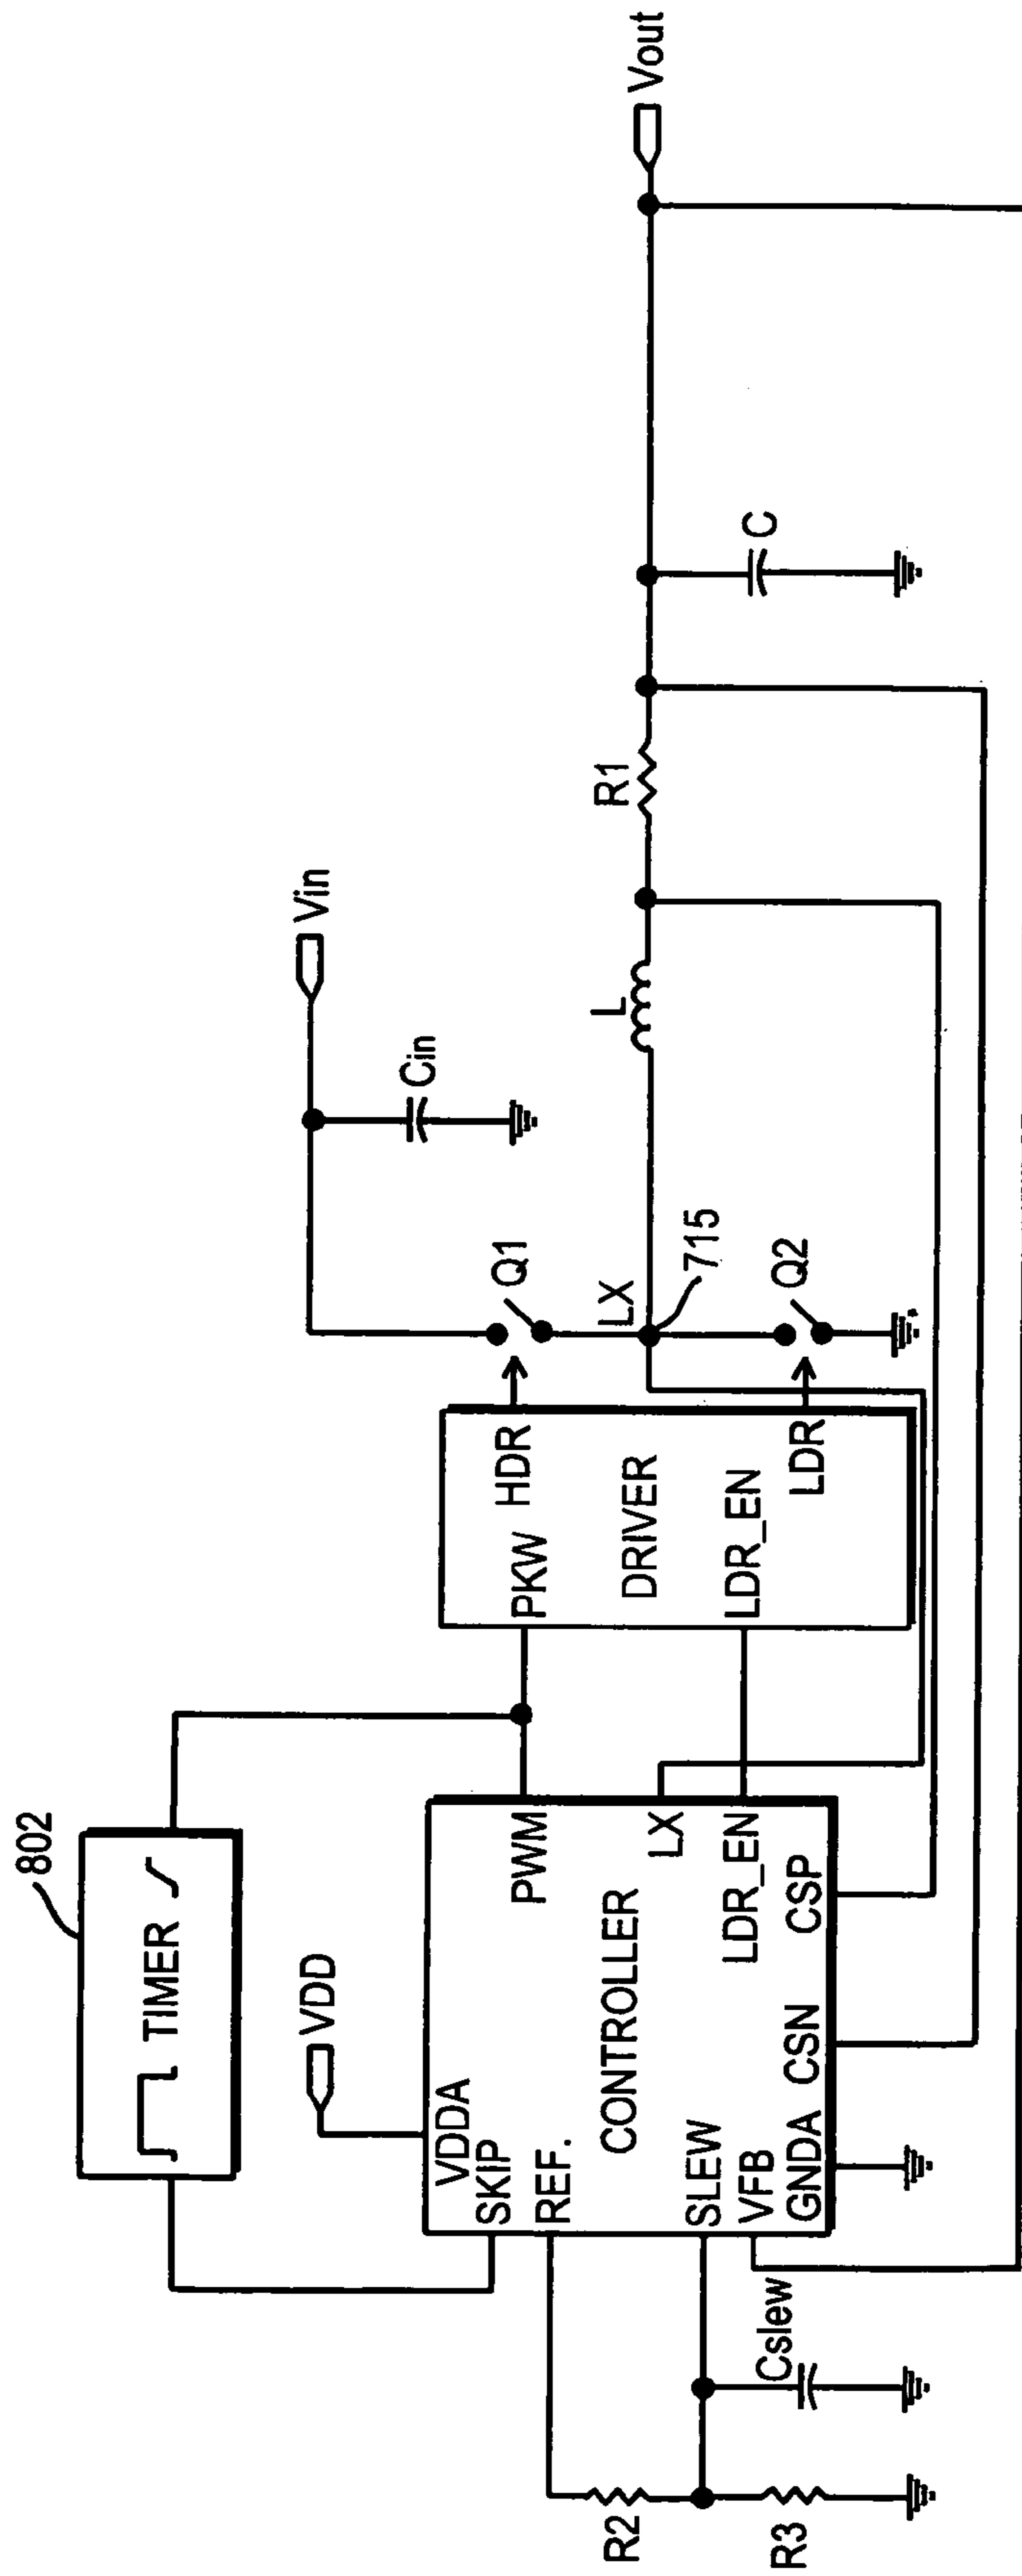 802
TIMER
VDD
VDDA
SKIP
REF.
SLEW
VFB
GNDA
CSN
CSP
LDR_EN
LX
PWM
CONTROLLER
PKW
HDR
DRIVER
LDR_EN
LDR
Q1
LX
715
Q2
Vin
Cin
L
R1
C
Vout
R2
R3
Cslew